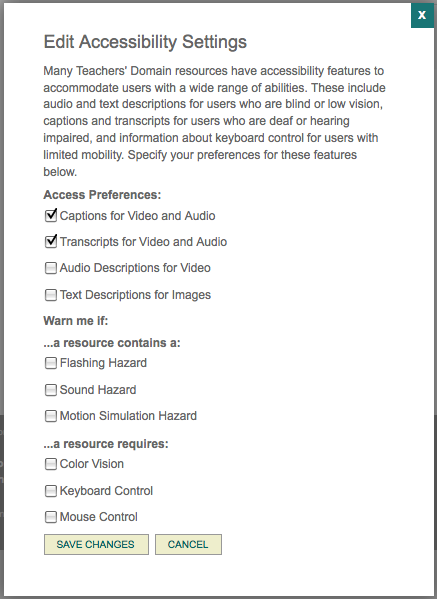 x
Edit Accessibility Settings
Many Teachers' Domain resources have accessibility features to
accommodate users with a wide range of abilities. These include
audio and text descriptions for users who are blind or low vision,
captions and transcripts for users who are deaf or hearing
impaired, and information about keyboard control for users with
limited mobility. Specify your preferences for these features
below.
Access Preferences:
Captions for Video and Audio
Transcripts for Video and Audio
Audio Descriptions for Video
Text Descriptions for Images
Warn me if:
...a resource contains a:
Flashing Hazard
Sound Hazard
Motion Simulation Hazard
...a resource requires:
Color Vision
Keyboard Control
Mouse Control
SAVE CHANGES CANCEL